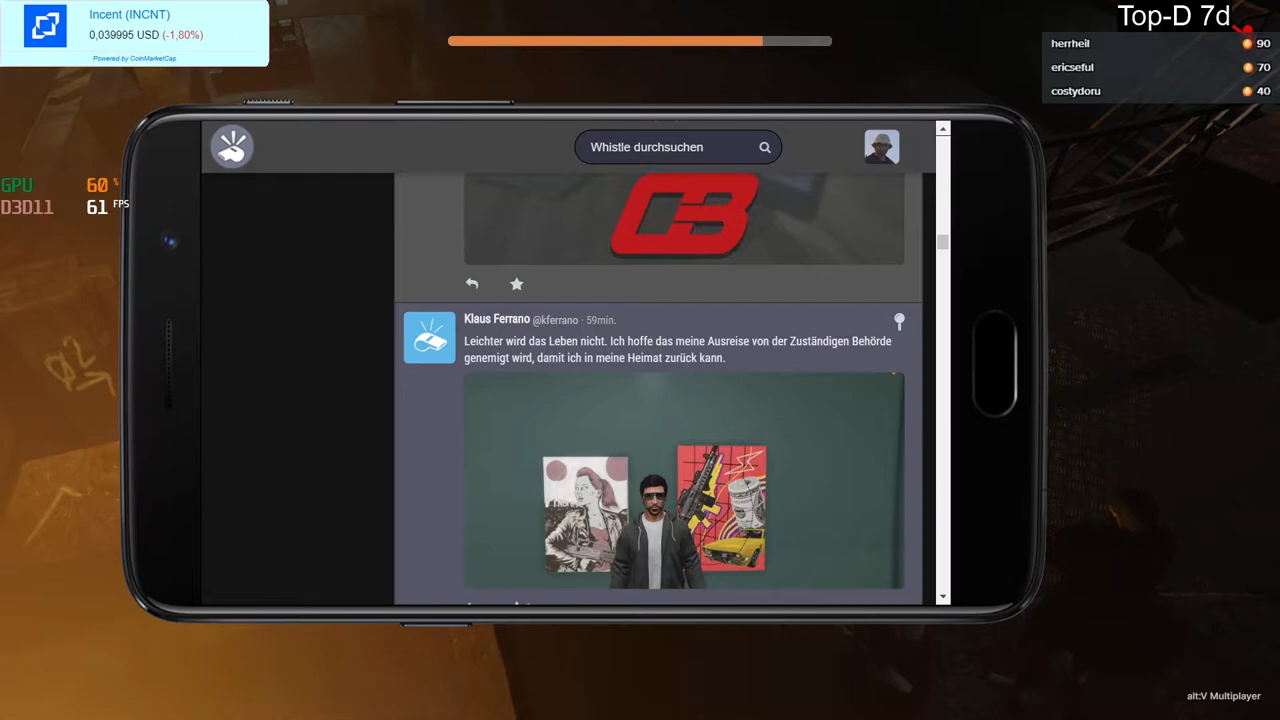 Incent (INCNT)
0,039995 USD (-1,80%)
Powered by CoinMarketCap
Top-D 7d
herrheil 90
ericseful 70
costydoru 40
GPU 60 %
D3D11 61 FPS
Whistle durchsuchen
CB
Klaus Ferrano @kferrano · 59min.
Leichter wird das Leben nicht. Ich hoffe das meine Ausreise von der Zuständigen Behörde
genemigt wird, damit ich in meine Heimat zurück kann.
alt:V Multiplayer